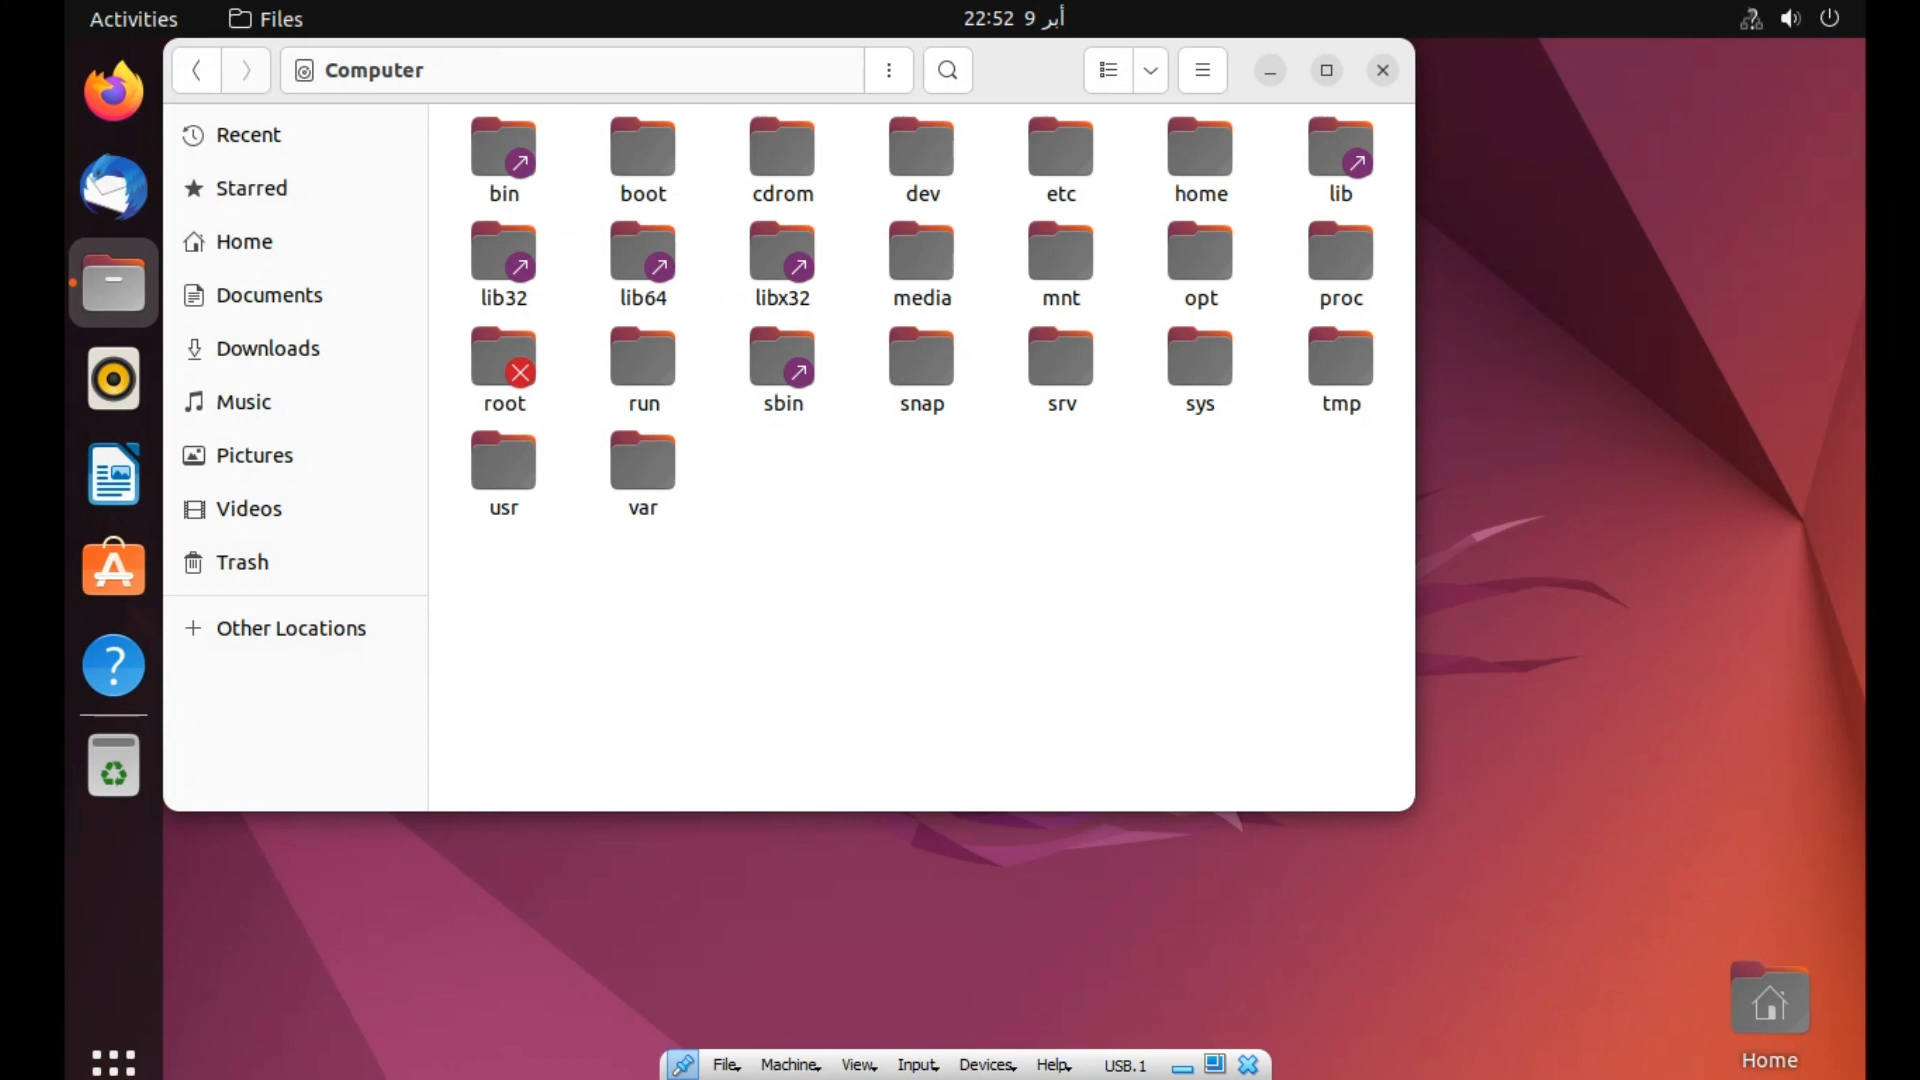 Activities Files 22:52 9 أبر
Computer
Recent
Starred
Home
Documents
Downloads
Music
Pictures
Videos
Trash
Other Locations
bin boot cdrom dev etc home lib
lib32 lib64 libx32 media mnt opt proc
root run sbin snap srv sys tmp
usr var
Home
File Machine View Input Devices Help USB.1